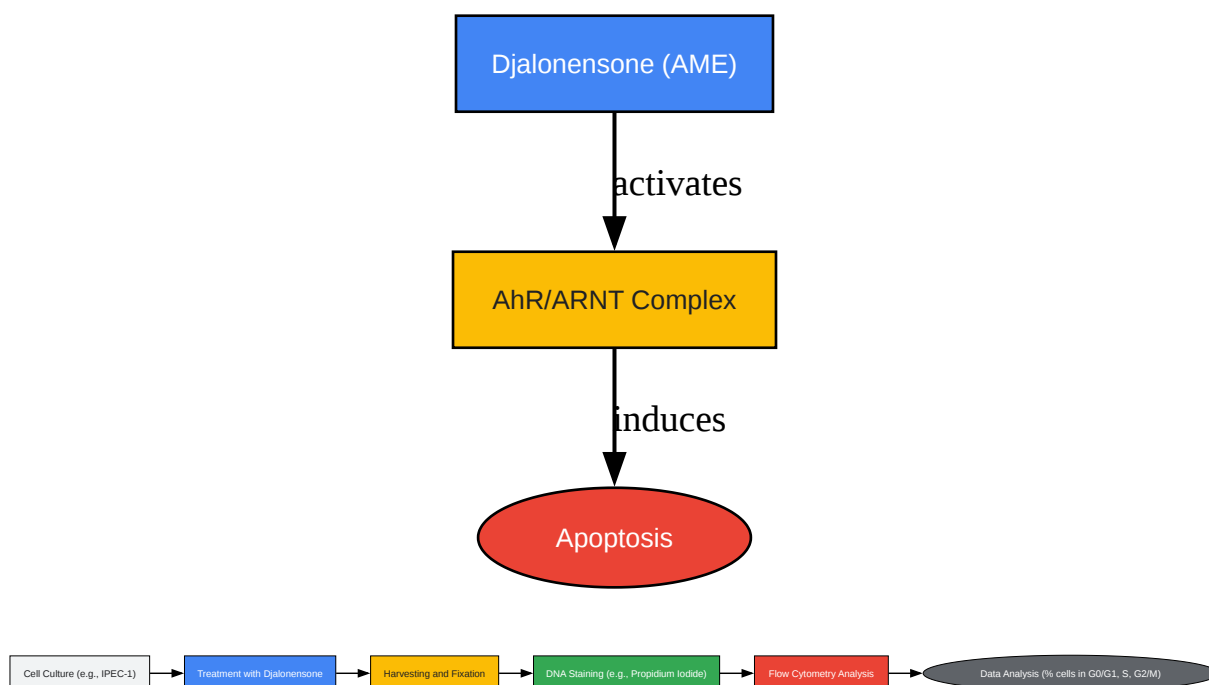 Djalonensone (AME)
activates
AhR/ARNT Complex
induces
Apoptosis
Cell Culture (e.g., IPEC-1)
Treatment with Djalonensone
Harvesting and Fixation
DNA Staining (e.g., Propidium Iodide)
Flow Cytometry Analysis
Data Analysis (% cells in G0/G1, S, G2/M)